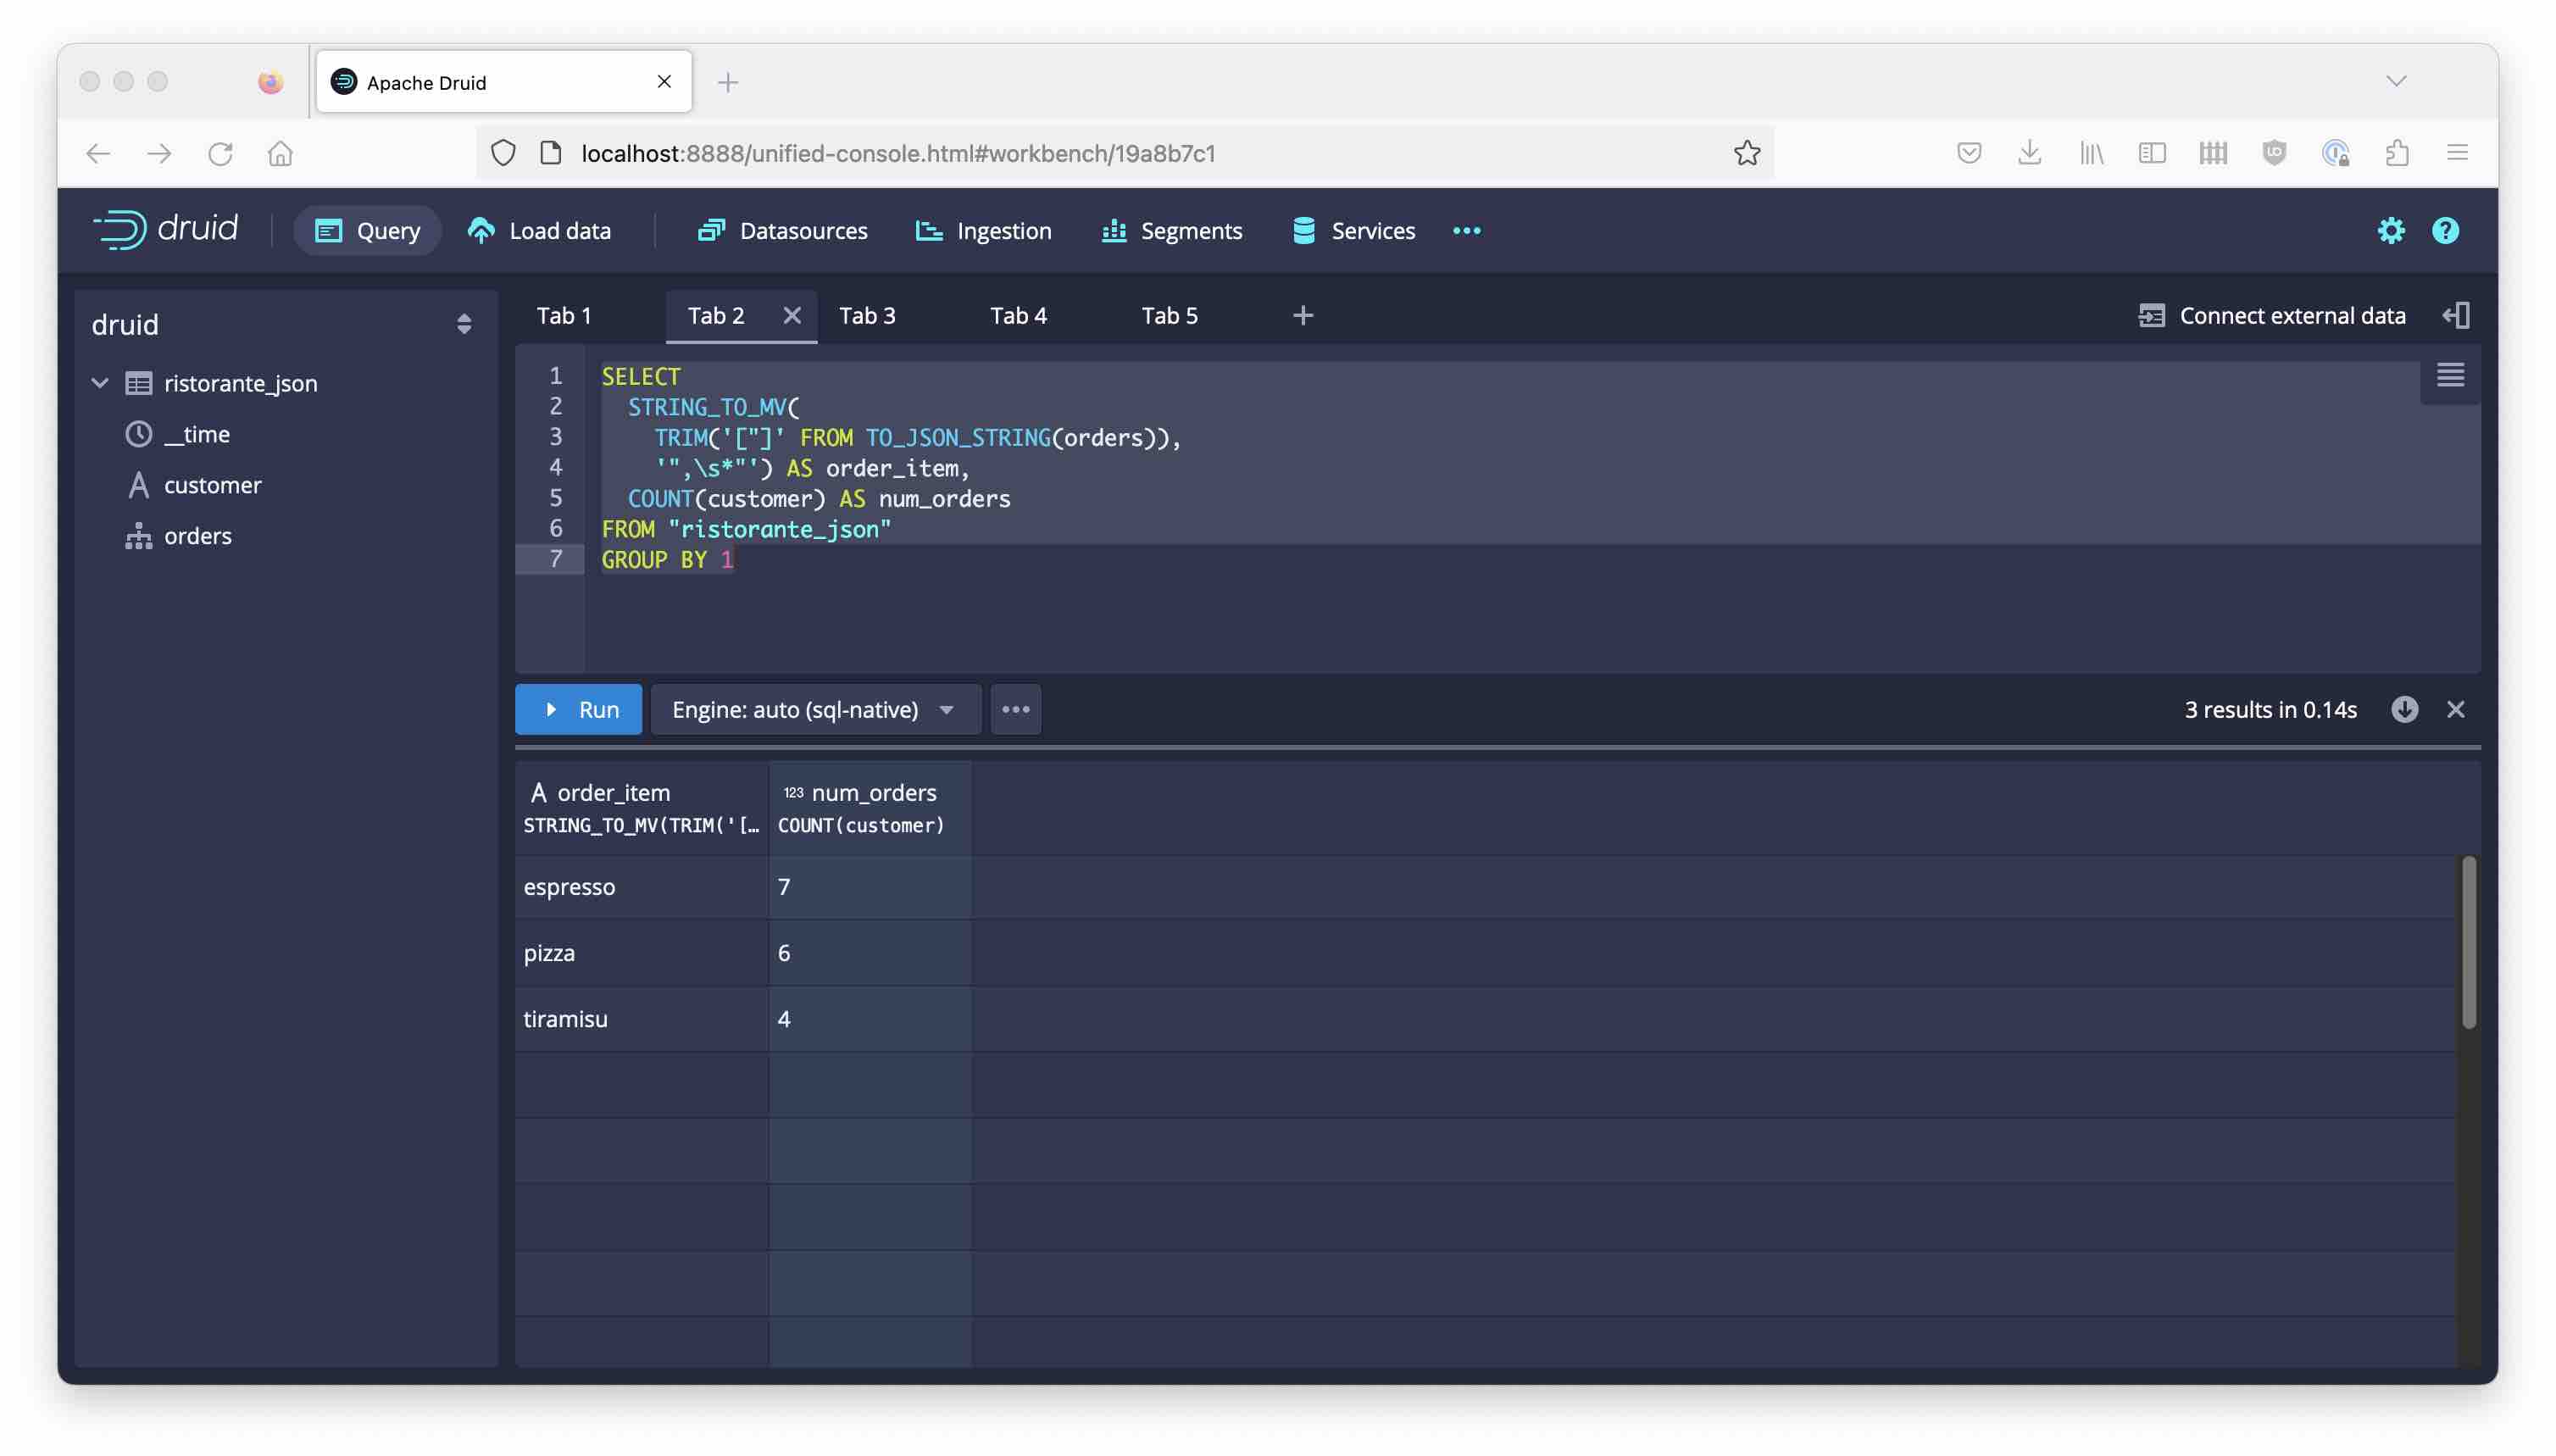 Apache Druid
localhost:8888/unified-console.html#workbench/19a8b7c1
druid
Query
Load data
Datasources
Ingestion
Segments
Services
druid
ristorante_json
__time
customer
orders
Tab 1
Tab 2
Tab 3
Tab 4
Tab 5
Connect external data
1 SELECT
2 STRING_TO_MV(
3 TRIM('["]' FROM TO_JSON_STRING(orders)),
4 '",\s*"') AS order_item,
5 COUNT(customer) AS num_orders
6 FROM "ristorante_json"
7 GROUP BY 1
Run
Engine: auto (sql-native)
3 results in 0.14s
A order_item
123 num_orders
STRING_TO_MV(TRIM('[…
COUNT(customer)
espresso 7
pizza 6
tiramisu 4